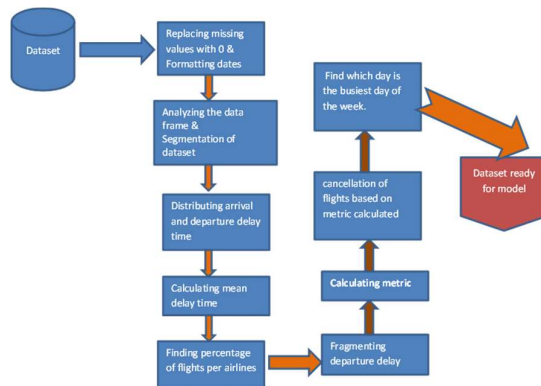 Dataset
Replacing missing
values with 0 &
Formatting dates
Analyzing the data
frame &
Segmentation of
dataset
Distributing arrival
and departure delay
time
Calculating mean
delay time
Finding percentage
of flights per airlines
Fragmenting
departure delay
Calculating metric
cancellation of
flights based on
metric calculated
Find which day is
the busiest day of
the week.
Dataset ready
for model